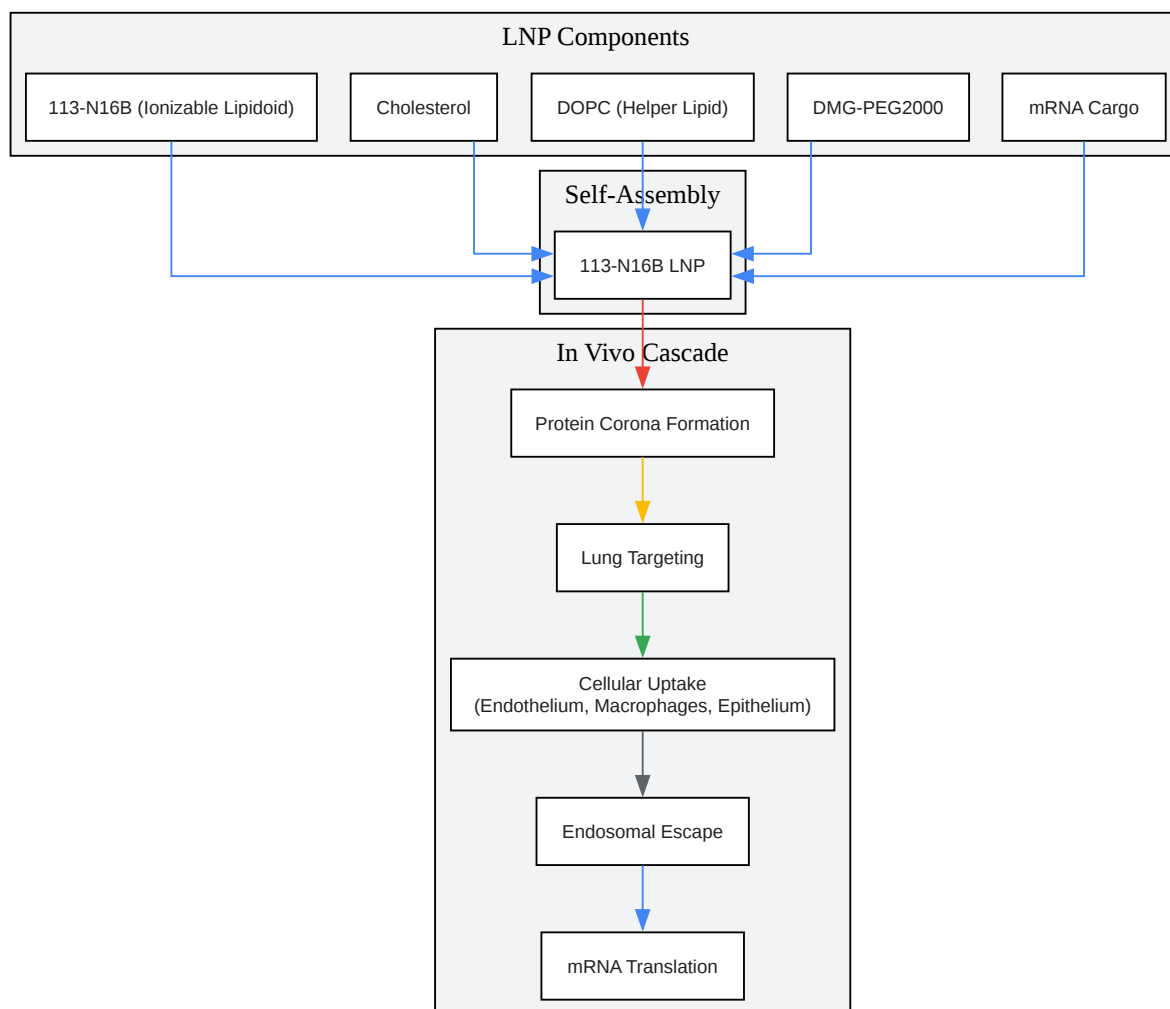 LNP Components
113-N16B (Ionizable Lipidoid)
Cholesterol
DOPC (Helper Lipid)
DMG-PEG2000
mRNA Cargo
Self-Assembly
113-N16B LNP
In Vivo Cascade
Protein Corona Formation
Lung Targeting
Cellular Uptake
(Endothelium, Macrophages, Epithelium)
Endosomal Escape
mRNA Translation